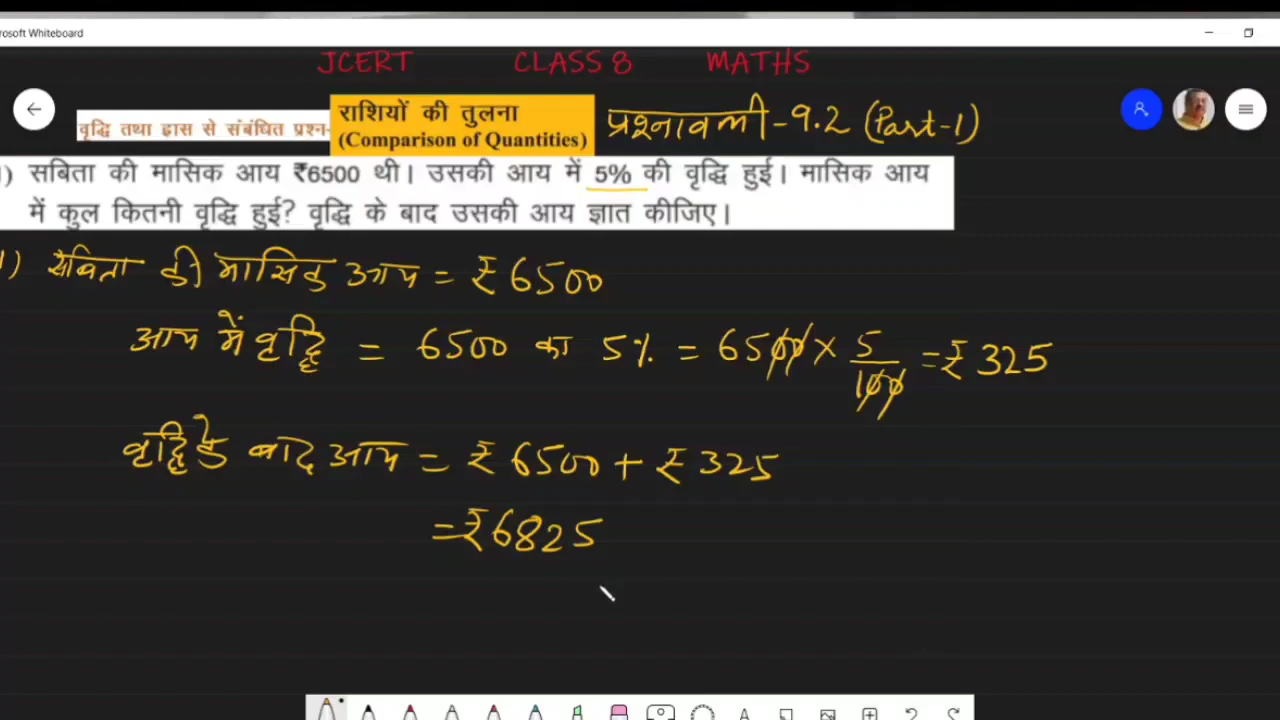 rosoft Whiteboard
JCERT CLASS 8 MATHS
वृद्धि तथा ह्रास से संबंधित प्रश्न-
राशियों की तुलना
(Comparison of Quantities)
प्रश्नावली-9.2 (Part-1)
) सबिता की मासिक आय ₹6500 थी। उसकी आय में 5% की वृद्धि हुई। मासिक आय
में कुल कितनी वृद्धि हुई? वृद्धि के बाद उसकी आय ज्ञात कीजिए।
1) सबिता की मासिक आय = ₹6500
आय में वृद्धि = 6500 का 5% = 6500 × 5/100 = ₹325
वृद्धि के बाद आय = ₹6500 + ₹325
= ₹6825